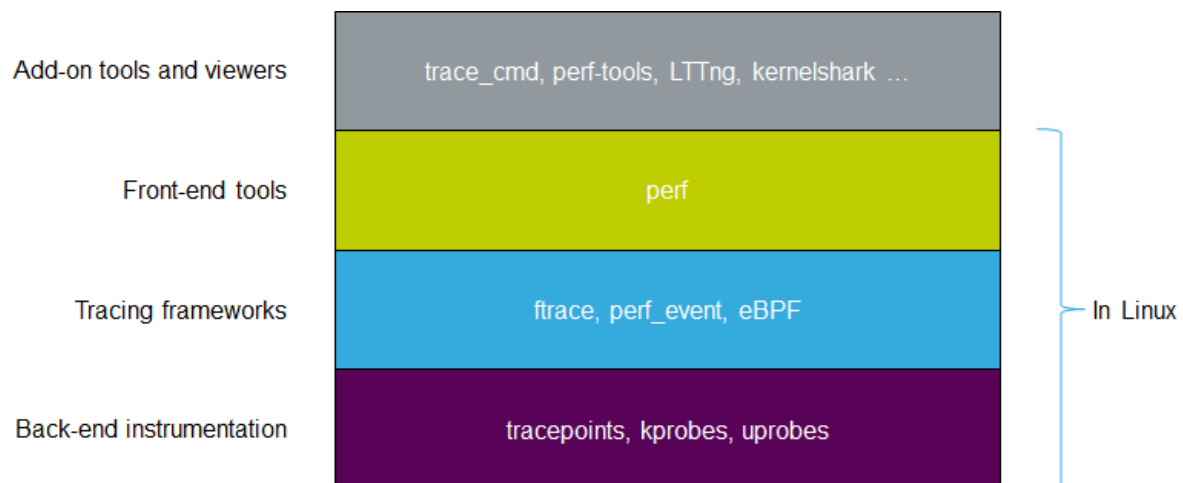 Add-on tools and viewers
trace_cmd, perf-tools, LTTng, kernelshark ...
Front-end tools
perf
Tracing frameworks
ftrace, perf_event, eBPF
In Linux
Back-end instrumentation
tracepoints, kprobes, uprobes